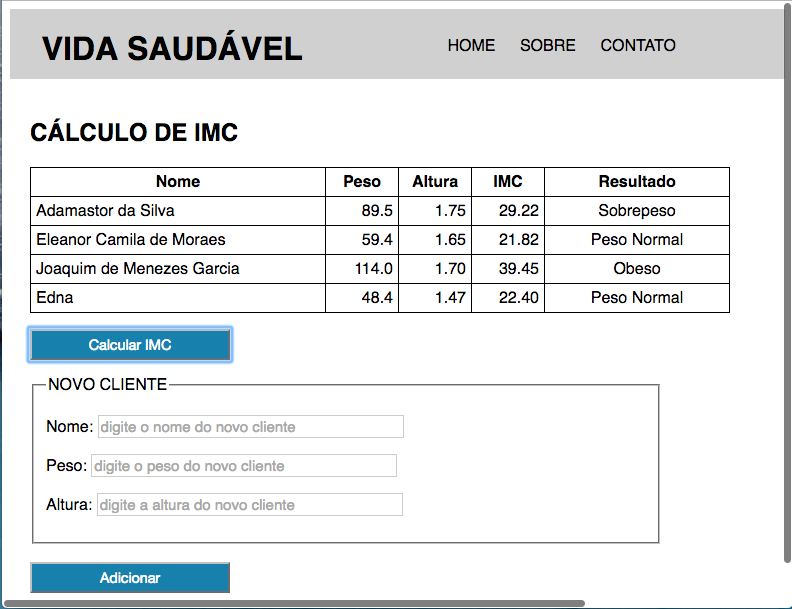 VIDA SAUDÁVEL HOME SOBRE CONTATO
CÁLCULO DE IMC
Nome Peso Altura IMC Resultado
Adamastor da Silva 89.5 1.75 29.22 Sobrepeso
Eleanor Camila de Moraes 59.4 1.65 21.82 Peso Normal
Joaquim de Menezes Garcia 114.0 1.70 39.45 Obeso
Edna 48.4 1.47 22.40 Peso Normal
Calcular IMC
NOVO CLIENTE
Nome: digite o nome do novo cliente
Peso: digite o peso do novo cliente
Altura: digite a altura do novo cliente
Adicionar